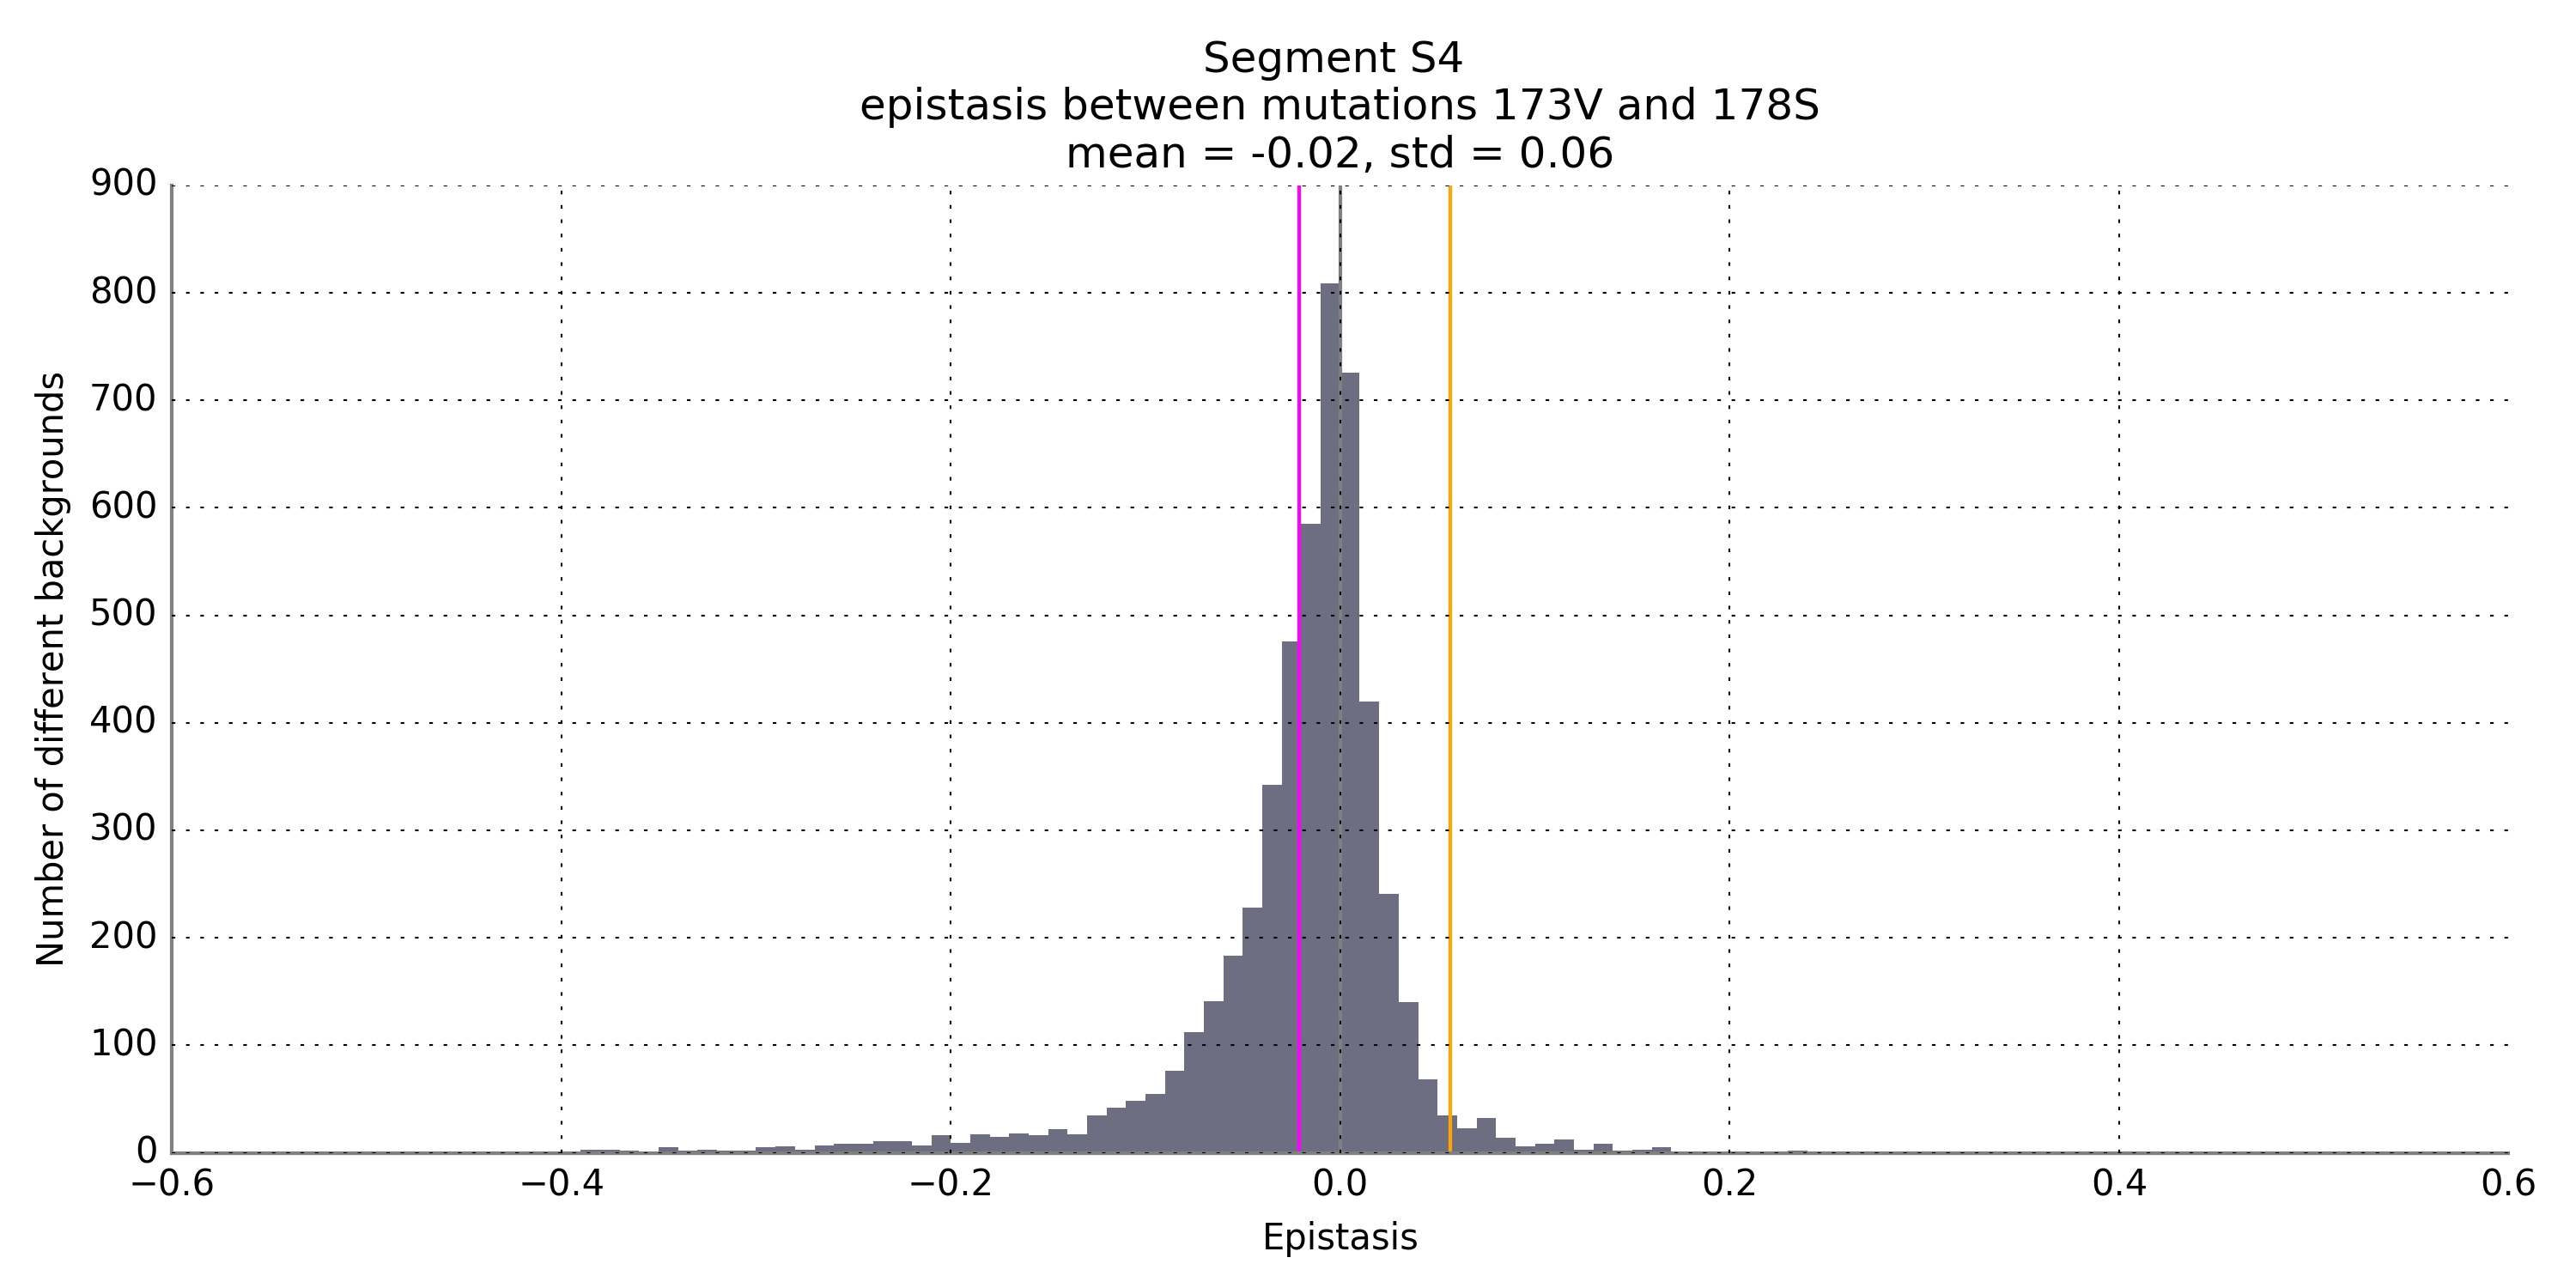 Segment S4
epistasis between mutations 173V and 178S
mean = -0.02, std = 0.06
900
800
700
600
500
400
300
200
100
0
Number of different backgrounds
−0.6 −0.4 −0.2 0.0 0.2 0.4 0.6
Epistasis